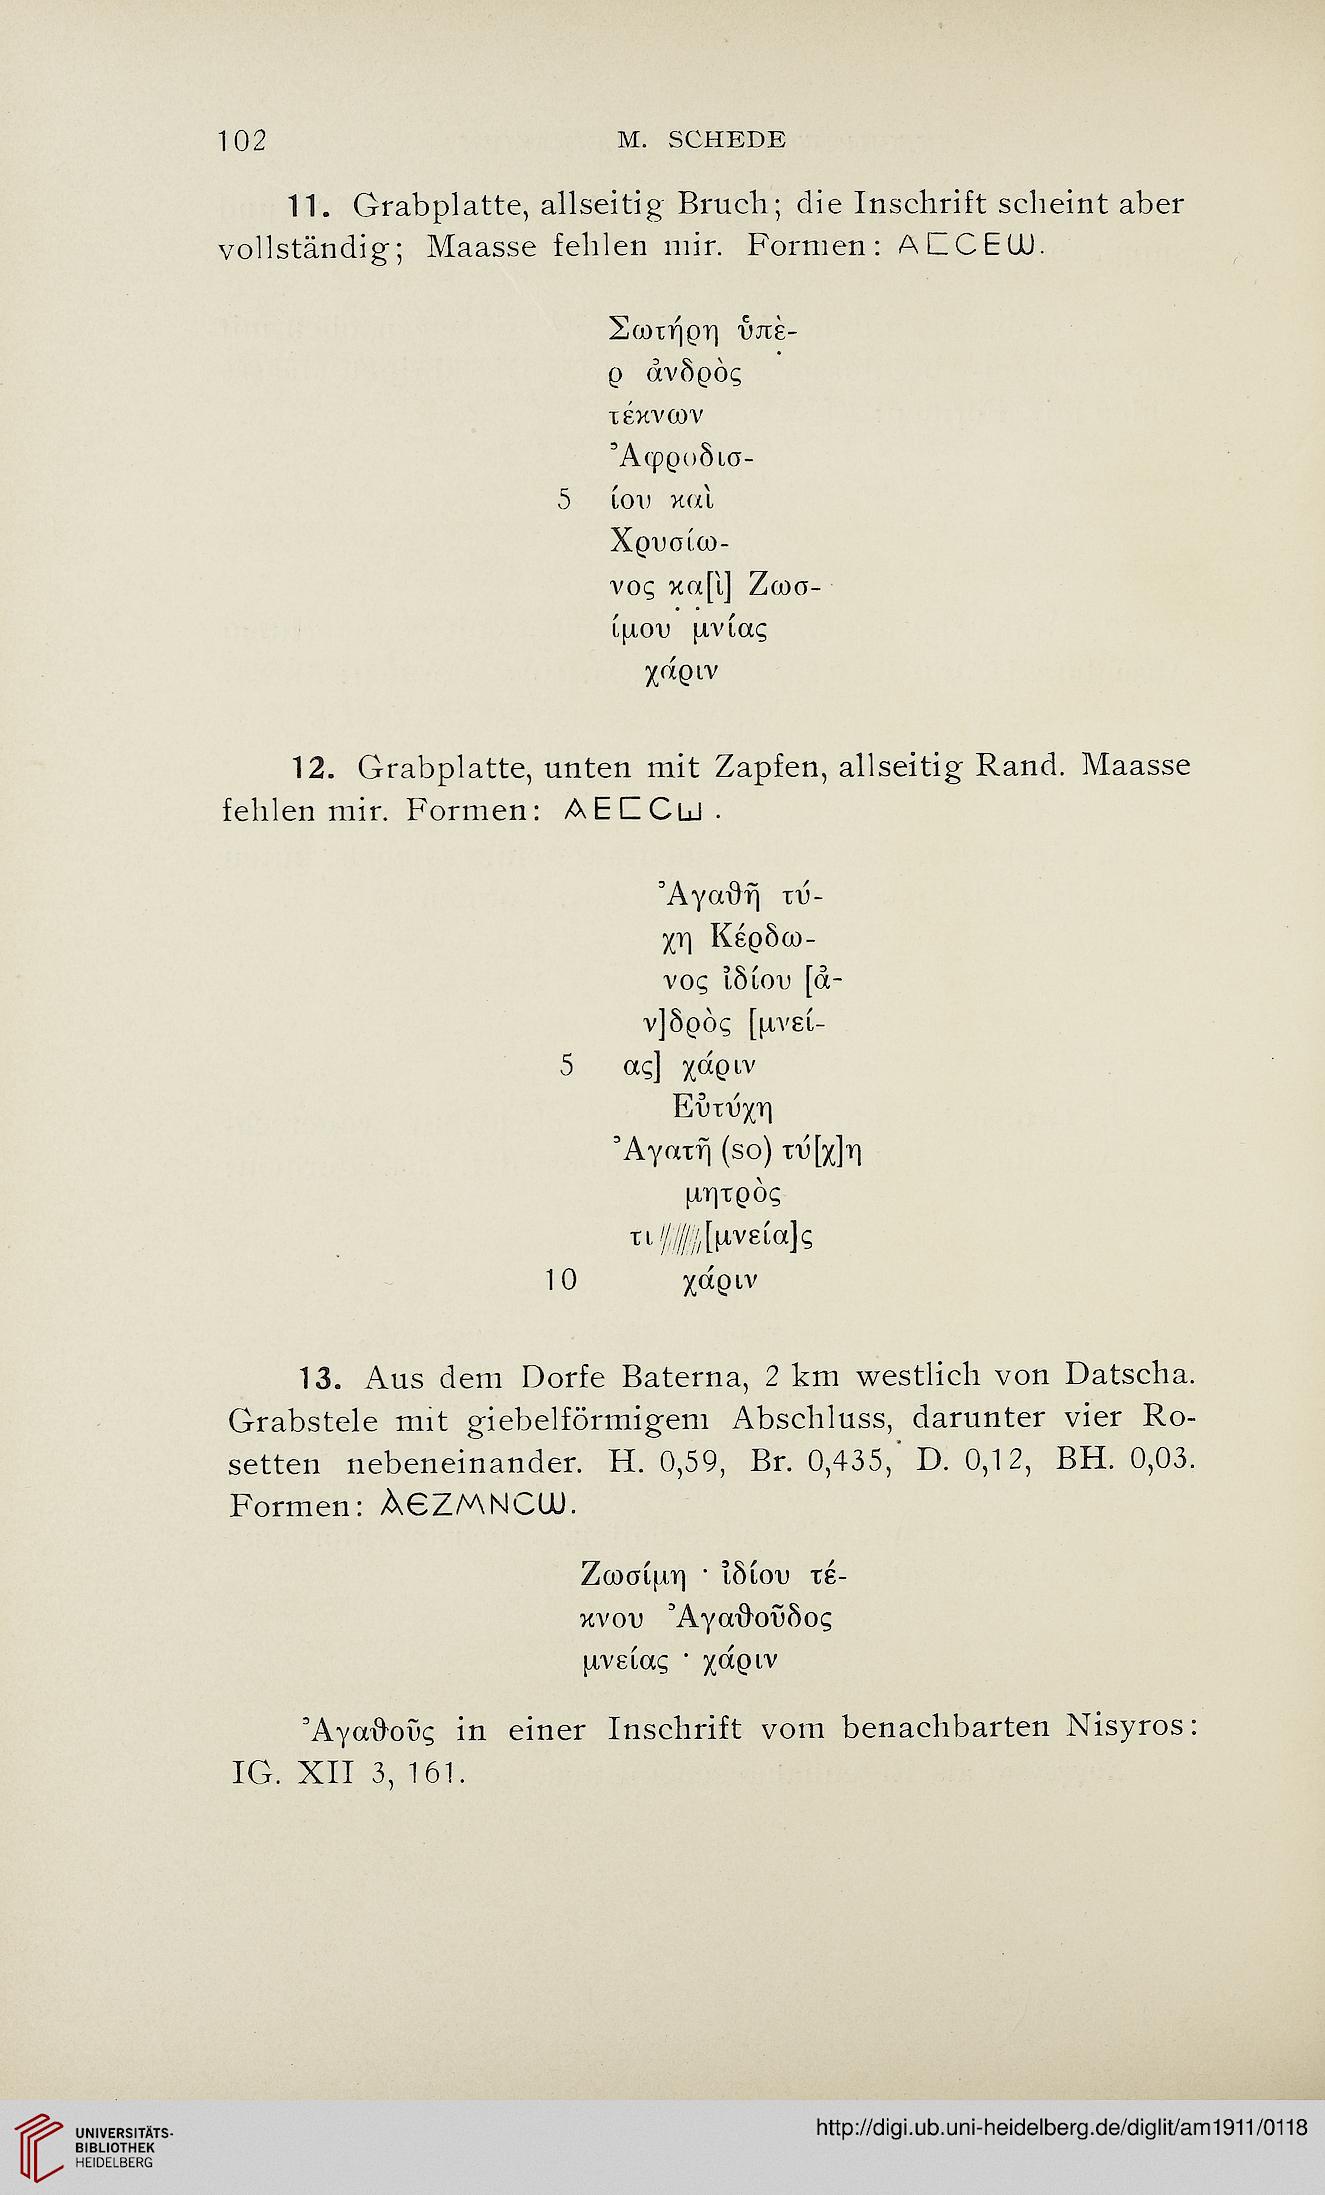 102 M. SCHEDE
11. Grabplatte, allseitig Bruch; die Inschrift scheint aber
vollständig; Maasse fehlen mir. Formen: Α⊏CΕω.
Σωτήρη ὑπὲ-
ρ ἀνδρὸς
τέκνων
Ἀφροδισ-
5 ίου καὶ
Χρυσίω-
νος κα[ὶ] Ζωσ-
ίμου μνίας
χάριν
12. Grabplatte, unten mit Zapfen, allseitig Rand. Maasse
fehlen mir. Formen: ΑΕ⊏Cω.
Ἀγαθῆ τύ-
χη Κέρδω-
νος ἰδίου [ἀ-
ν]δρὸς [μνεί-
5 ας] χάριν
Εὐτύχη
Ἀγατῆ (so) τύ[χ]η
μητρὸς
τι//////[μνεία]ς
10 χάριν
13. Aus dem Dorfe Baterna, 2 km westlich von Datscha.
Grabstele mit giebelförmigem Abschluss, darunter vier Ro-
setten nebeneinander. H. 0,59, Br. 0,435, D. 0,12, BH. 0,03.
Formen: ΑϵΖΜΝCω.
Ζωσίμη · ἰδίου τέ-
κνου Ἀγαθοῦδος
μνείας · χάριν
Ἀγαθοῦς in einer Inschrift vom benachbarten Nisyros:
IG. XII 3, 161.
UNIVERSITÄTS-
BIBLIOTHEK
HEIDELBERG
http://digi.ub.uni-heidelberg.de/diglit/am1911/0118